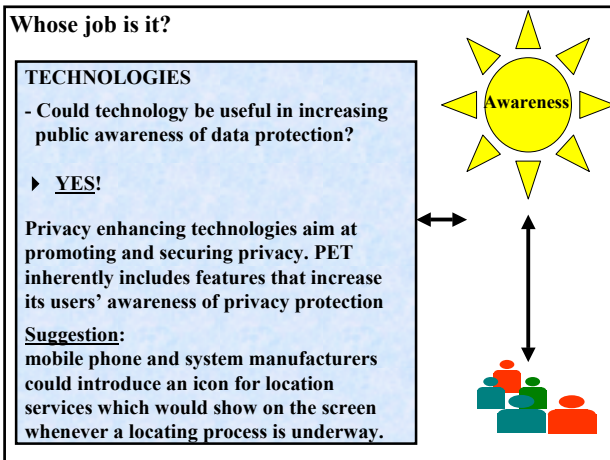 Whose job is it?
TECHNOLOGIES
- Could technology be useful in increasing
public awareness of data protection?
YES!
Privacy enhancing technologies aim at
promoting and securing privacy. PET
inherently includes features that increase
its users' awareness of privacy protection
Suggestion:
mobile phone and system manufacturers
could introduce an icon for location
services which would show on the screen
whenever a locating process is underway.
Awareness